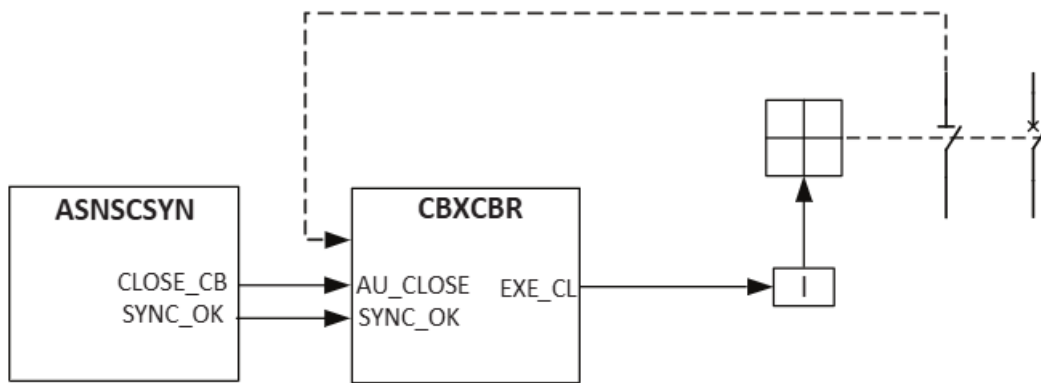 ASNSCSYN
CBXCBR
CLOSE_CB
AU_CLOSE
EXE_CL
SYNC_OK
SYNC_OK
I